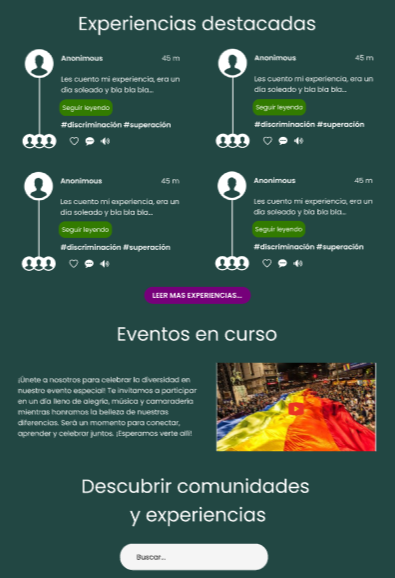 Experiencias destacadas
Anonimous 45 m
Les cuento mi experiencia, era un
día soleado y bla bla bla...
Seguir leyendo
#discriminación #superación
Anonimous 45 m
Les cuento mi experiencia, era un
día soleado y bla bla bla...
Seguir leyendo
#discriminación #superación
Anonimous 45 m
Les cuento mi experiencia, era un
día soleado y bla bla bla...
Seguir leyendo
#discriminación #superación
Anonimous 45 m
Les cuento mi experiencia, era un
día soleado y bla bla bla...
Seguir leyendo
#discriminación #superación
LEER MAS EXPERIENCIAS...
Eventos en curso
¡Únete a nosotros para celebrar la diversidad en
nuestro evento especial! Te invitamos a participar
en un día lleno de alegría, música y camaradería
mientras honramos la belleza de nuestras
diferencias. Será un momento para conectar,
aprender y celebrar juntos. ¡Esperamos verte allí!
Descubrir comunidades
y experiencias
Buscar...